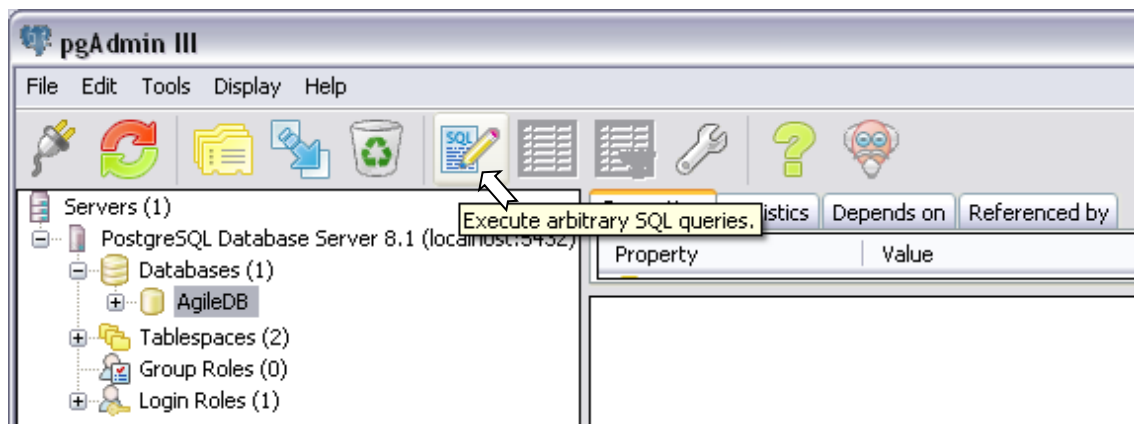 pgAdmin III
File Edit Tools Display Help
SQL
Servers (1)
Execute arbitrary SQL queries.
istics Depends on Referenced by
PostgreSQL Database Server 8.1 (localhost:5432)
Property Value
Databases (1)
AgileDB
Tablespaces (2)
Group Roles (0)
Login Roles (1)